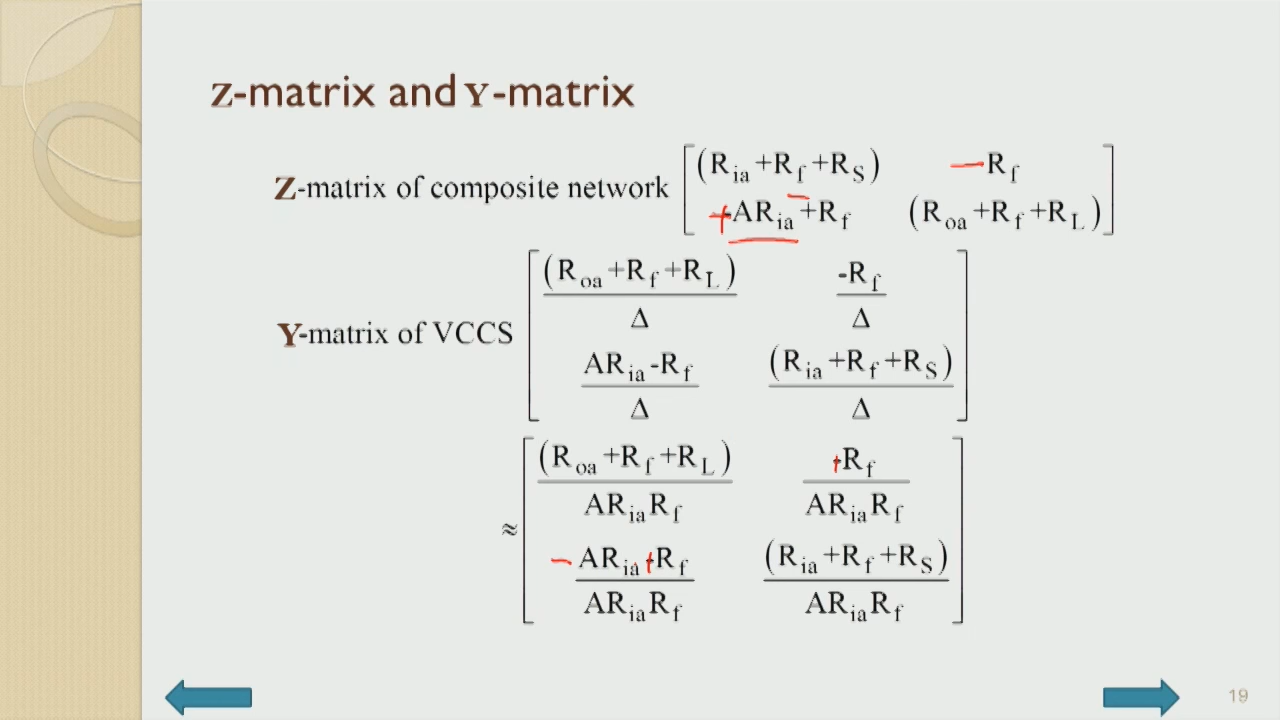 Z-matrix and Y-matrix
Z-matrix of composite network [ (R_ia +R_f +R_S) −R_f
+AR_ia −+R_f (R_oa +R_f +R_L) ]
Y-matrix of VCCS [ (R_oa +R_f +R_L)/Δ -R_f/Δ
AR_ia -R_f/Δ (R_ia +R_f +R_S)/Δ ]
≈ [ (R_oa +R_f +R_L)/AR_ia R_f +R_f/AR_ia R_f
− AR_ia +R_f/AR_ia R_f (R_ia +R_f +R_S)/AR_ia R_f ]
19